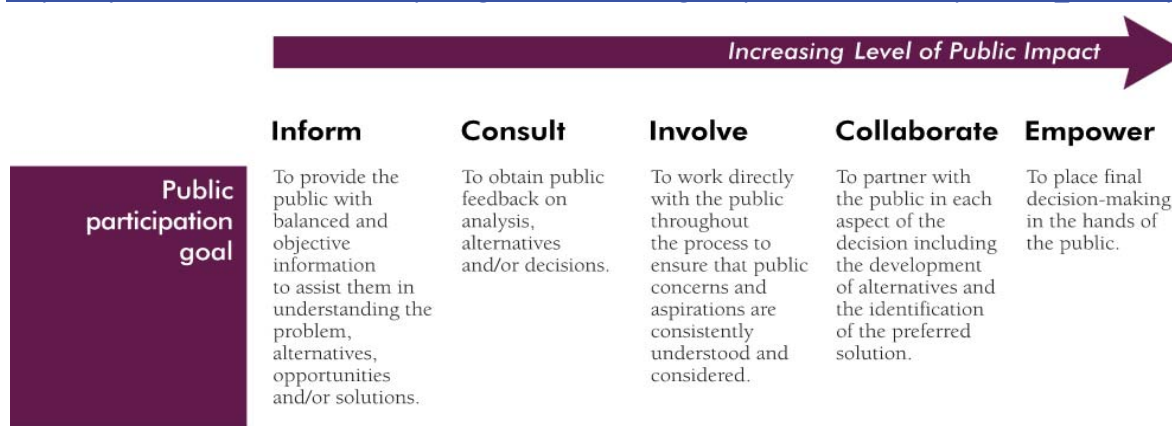 Increasing Level of Public Impact
Inform
Consult
Involve
Collaborate
Empower
Public
participation
goal
To provide the
public with
balanced and
objective
information
to assist them in
understanding the
problem,
alternatives,
opportunities
and/or solutions.
To obtain public
feedback on
analysis,
alternatives
and/or decisions.
To work directly
with the public
throughout
the process to
ensure that public
concerns and
aspirations are
consistently
understood and
considered.
To partner with
the public in each
aspect of the
decision including
the development
of alternatives and
the identification
of the preferred
solution.
To place final
decision-making
in the hands of
the public.